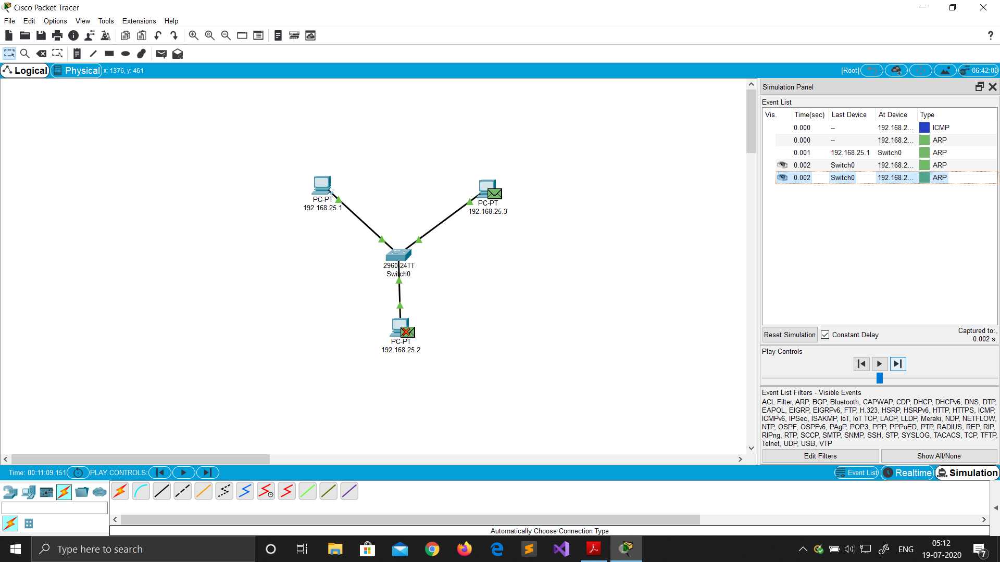 Cisco Packet Tracer
File Edit Options View Tools Extensions Help
?
Logical Physical x: 1376, y: 461 [Root] 06:42:00
Simulation Panel
Event List
Vis. Time(sec) Last Device At Device Type
0.000 -- 192.168.2... ICMP
0.000 -- 192.168.2... ARP
0.001 192.168.25.1 Switch0 ARP
0.002 Switch0 192.168.2... ARP
0.002 Switch0 192.168.2... ARP
PC-PT
192.168.25.1
PC-PT
192.168.25.3
2960-24TT
Switch0
PC-PT
192.168.25.2
Reset Simulation Constant Delay Captured to:
0.002 s
Play Controls
Event List Filters - Visible Events
ACL Filter, ARP, BGP, Bluetooth, CAPWAP, CDP, DHCP, DHCPv6, DNS, DTP,
EAPOL, EIGRP, EIGRPv6, FTP, H.323, HSRP, HSRPv6, HTTP, HTTPS, ICMP,
ICMPv6, IPSec, ISAKMP, IoT, IoT TCP, LACP, LLDP, Meraki, NDP, NETFLOW,
NTP, OSPF, OSPFv6, PAgP, POP3, PPP, PPPoED, PTP, RADIUS, REP, RIP,
RIPng, RTP, SCCP, SMTP, SNMP, SSH, STP, SYSLOG, TACACS, TCP, TFTP,
Telnet, UDP, USB, VTP
Edit Filters Show All/None
Time: 00:11:09.151 PLAY CONTROLS: Event List Realtime Simulation
Automatically Choose Connection Type
Type here to search
ENG
05:12
19-07-2020
7